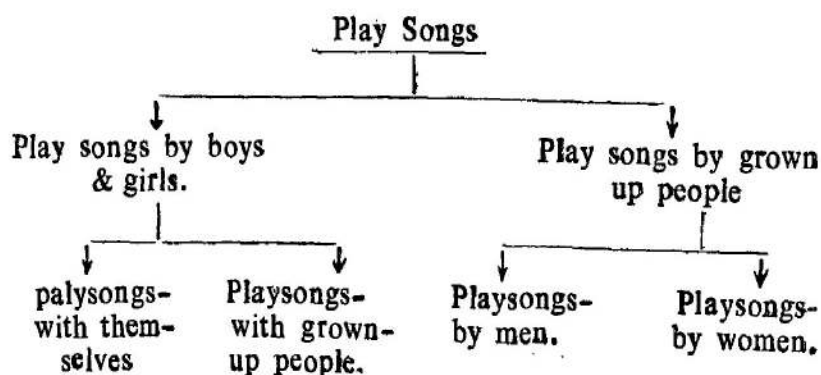 Play Songs
Play songs by boys
& girls.
Play songs by grown
up people
palysongs-
with them-
selves
Playsongs-
with grown-
up people.
Playsongs-
by men.
Playsongs-
by women.